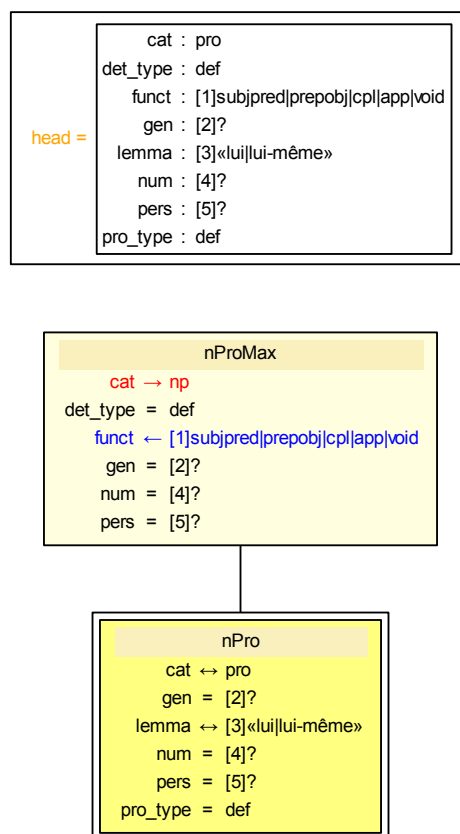 cat : pro
det_type : def
funct : [1]subjpred|prepobj|cpl|app|void
gen : [2]?
head =
lemma : [3]«lui|lui-même»
num : [4]?
pers : [5]?
pro_type : def
nProMax
cat → np
det_type = def
funct ← [1]subjpred|prepobj|cpl|app|void
gen = [2]?
num = [4]?
pers = [5]?
nPro
cat ↔ pro
gen = [2]?
lemma ↔ [3]«lui|lui-même»
num = [4]?
pers = [5]?
pro_type = def